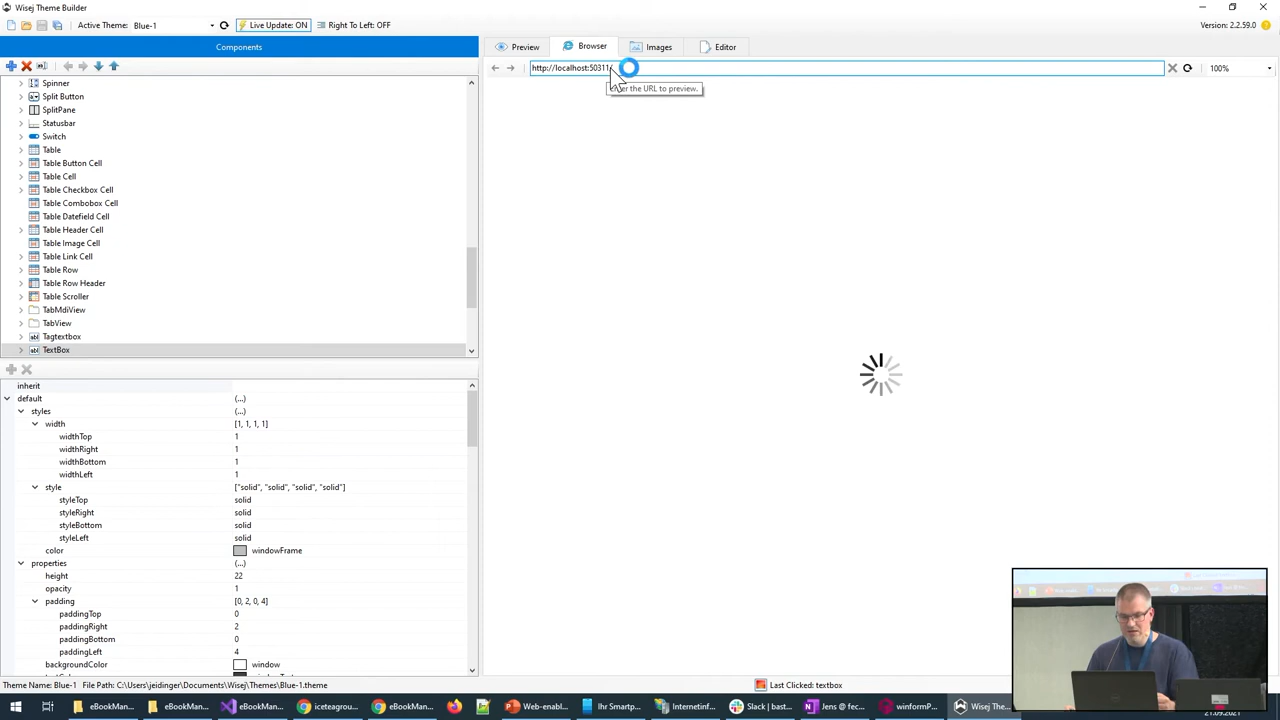 Wisej Theme Builder
Active Theme: Blue-1
Live Update: ON
Right To Left: OFF
Version: 2.2.59.0
Components
Preview
Browser
Images
Editor
http://localhost:50311/
100%
the URL to preview.
Spinner
Split Button
SplitPane
Statusbar
Switch
Table
Table Button Cell
Table Cell
Table Checkbox Cell
Table Combobox Cell
Table Datefield Cell
Table Header Cell
Table Image Cell
Table Link Cell
Table Row
Table Row Header
Table Scroller
TabMdiView
TabView
Tagtextbox
TextBox
inherit
default (...)
styles (...)
width [1, 1, 1, 1]
widthTop 1
widthRight 1
widthBottom 1
widthLeft 1
style ["solid", "solid", "solid", "solid"]
styleTop solid
styleRight solid
styleBottom solid
styleLeft solid
color windowFrame
properties (...)
height 22
opacity 1
padding [0, 2, 0, 4]
paddingTop 0
paddingRight 2
paddingBottom 0
paddingLeft 4
backgroundColor window
Theme Name: Blue-1 File Path: C:\Users\jeidinger\Documents\Wisej\Themes\Blue-1.theme
Last Clicked: textbox
eBookMan... eBookMan... eBookMan... iceteagrou... eBookMan... Web-enabl... Ihr Smartp... Internetinf... Slack | bast... Jens @ fec... winformP... Wisej The...
21.09.2021